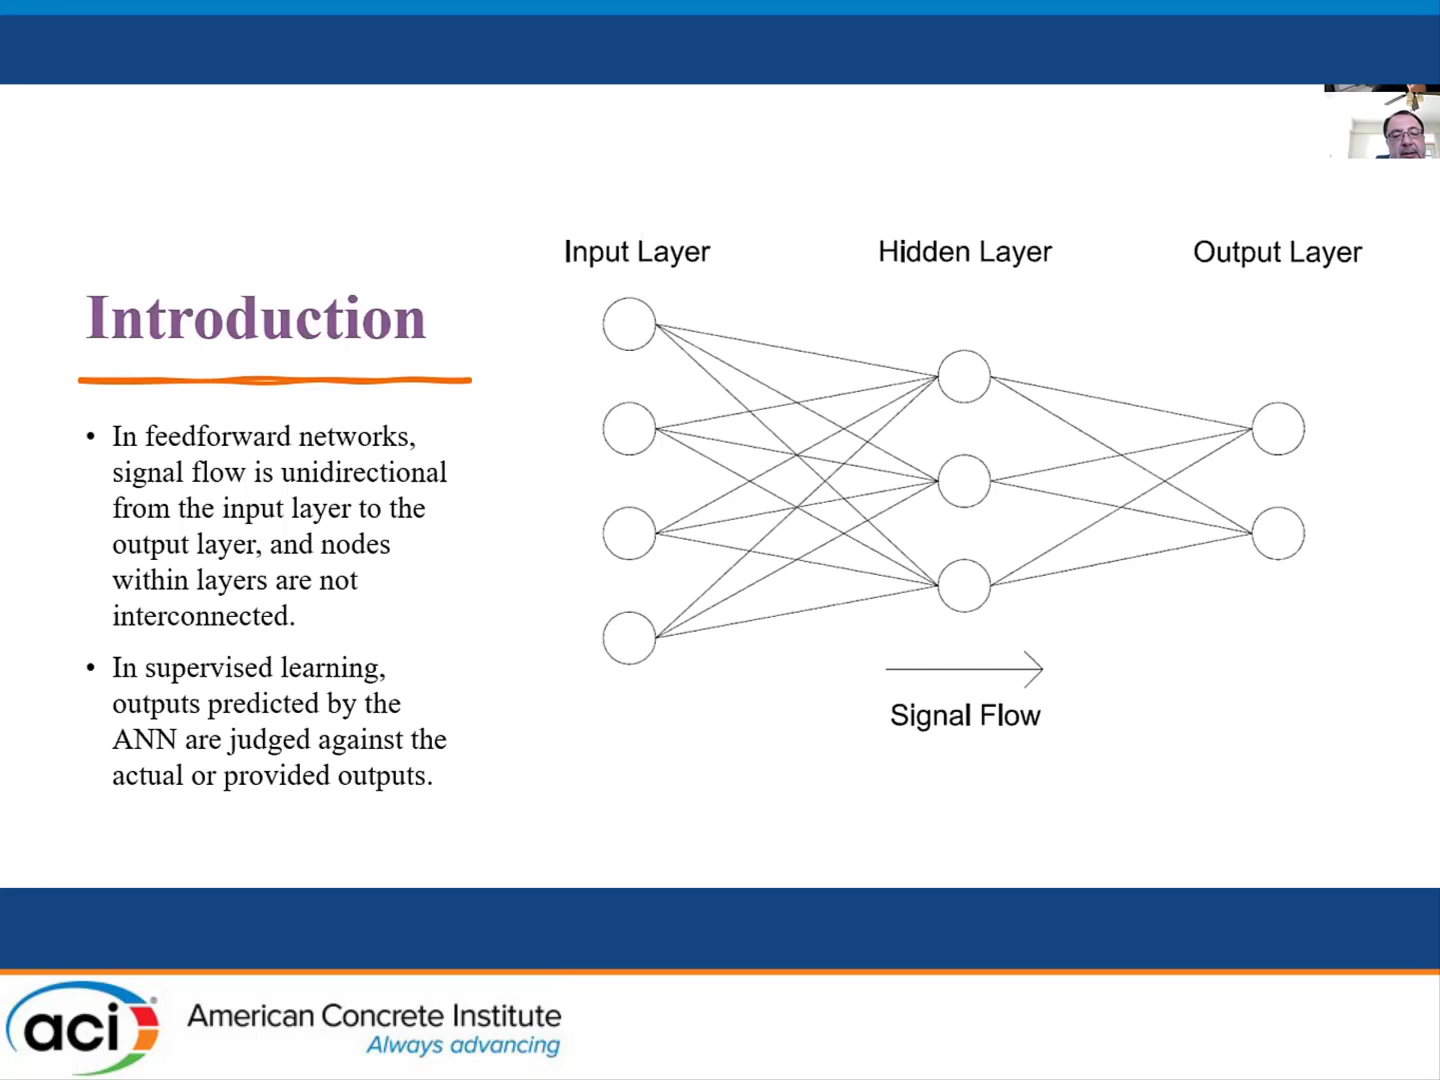 Introduction
• In feedforward networks,
signal flow is unidirectional
from the input layer to the
output layer, and nodes
within layers are not
interconnected.
• In supervised learning,
outputs predicted by the
ANN are judged against the
actual or provided outputs.
Input Layer
Hidden Layer
Output Layer
Signal Flow
aci®
American Concrete Institute
Always advancing